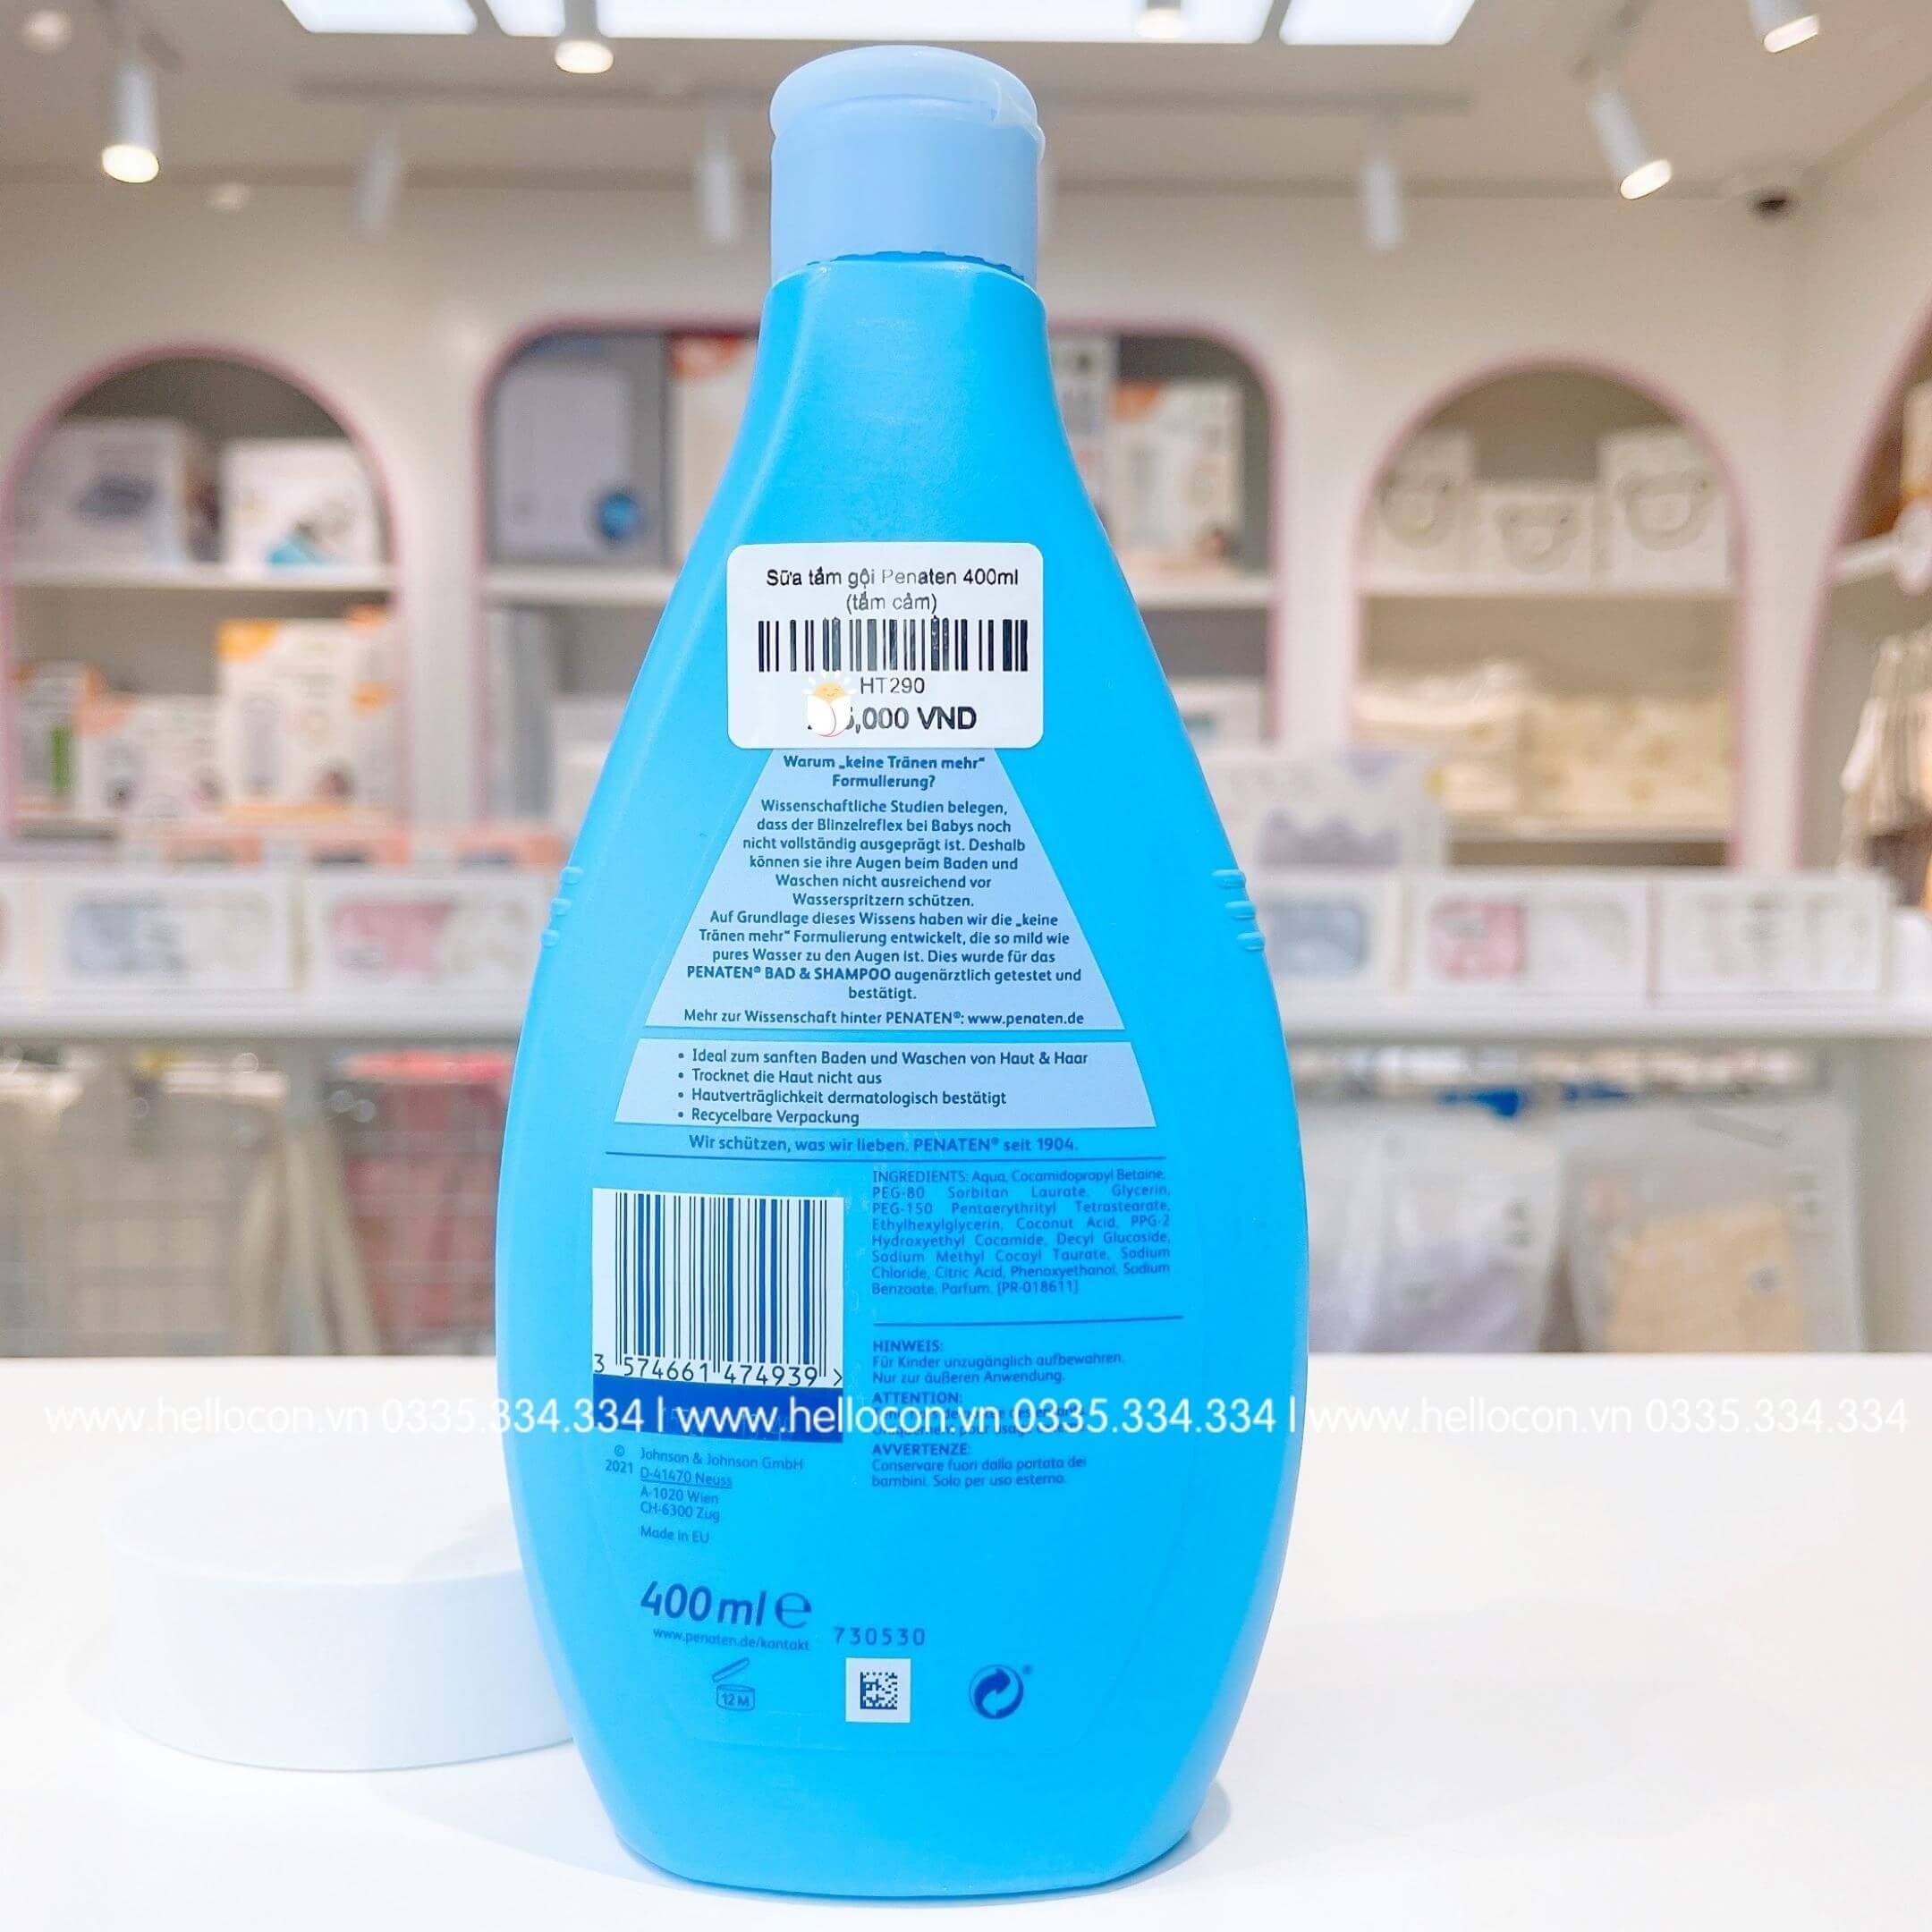 Sữa tắm gội Penaten 400ml
(tắm cảm)
HT290
5,000 VND
Warum „keine Tränen mehr“
Formulierung?
Wissenschaftliche Studien belegen,
dass der Blinzelreflex bei Babys noch
nicht vollständig ausgeprägt ist. Deshalb
können sie ihre Augen beim Baden und
Waschen nicht ausreichend vor
Wasserspritzern schützen.
Auf Grundlage dieses Wissens haben wir die „keine
Tränen mehr“ Formulierung entwickelt, die so mild wie
pures Wasser zu den Augen ist. Dies wurde für das
PENATEN® BAD & SHAMPOO augenärztlich getestet und
bestätigt.
Mehr zur Wissenschaft hinter PENATEN®: www.penaten.de
• Ideal zum sanften Baden und Waschen von Haut & Haar
• Trocknet die Haut nicht aus
• Hautverträglichkeit dermatologisch bestätigt
• Recycelbare Verpackung
Wir schützen, was wir lieben. PENATEN® seit 1904.
INGREDIENTS: Aqua, Cocamidopropyl Betaine,
PEG-80 Sorbitan Laurate, Glycerin,
PEG-150 Pentaerythrityl Tetrastearate,
Ethylhexylglycerin, Coconut Acid, PPG-2
Hydroxyethyl Cocamide, Decyl Glucoside,
Sodium Methyl Cocoyl Taurate, Sodium
Chloride, Citric Acid, Phenoxyethanol, Sodium
Benzoate, Parfum. [PR-018611]
3 574661 474939 >
HINWEIS:
Für Kinder unzugänglich aufbewahren.
Nur zur äußeren Anwendung.
ATTENTION:
AVVERTENZE:
Conservare fuori dalla portata dei
bambini. Solo per uso esterno.
www.hellocon.vn 0335.334.334 | www.hellocon.vn 0335.334.334 | www.hellocon.vn 0335.334.334
© Johnson & Johnson GmbH
2021 D-41470 Neuss
A-1020 Wien
CH-6300 Zug
Made in EU
400 ml e
www.penaten.de/kontakt
730530
12 M